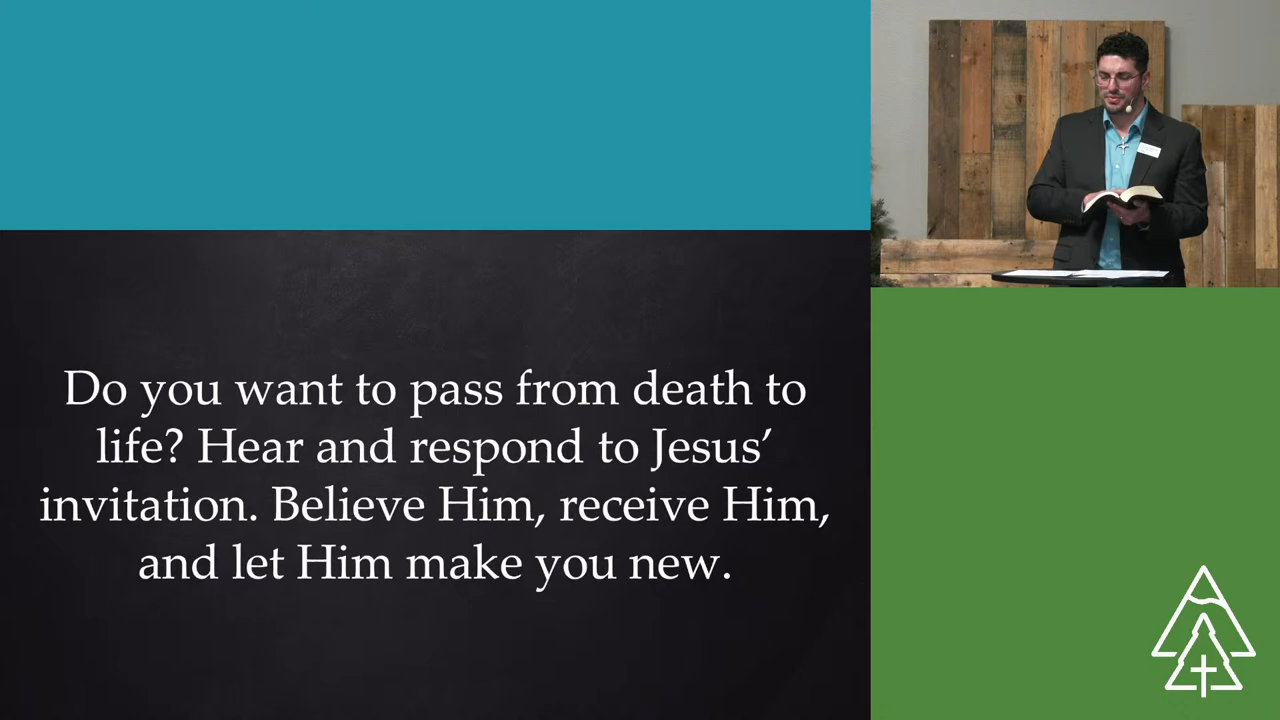 Do you want to pass from death to
life? Hear and respond to Jesus’
invitation. Believe Him, receive Him,
and let Him make you new.